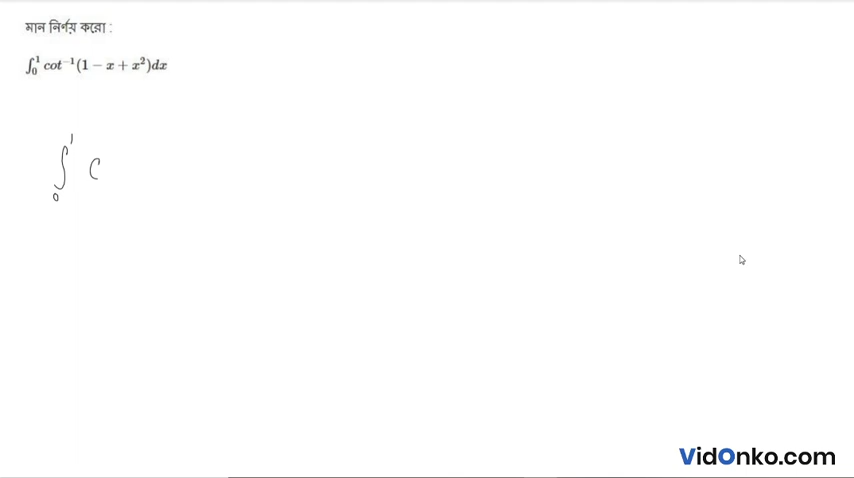 মান নির্ণয় করো :
∫₀¹ cot⁻¹(1 − x + x²)dx
∫₀¹ c
VidOnko.com